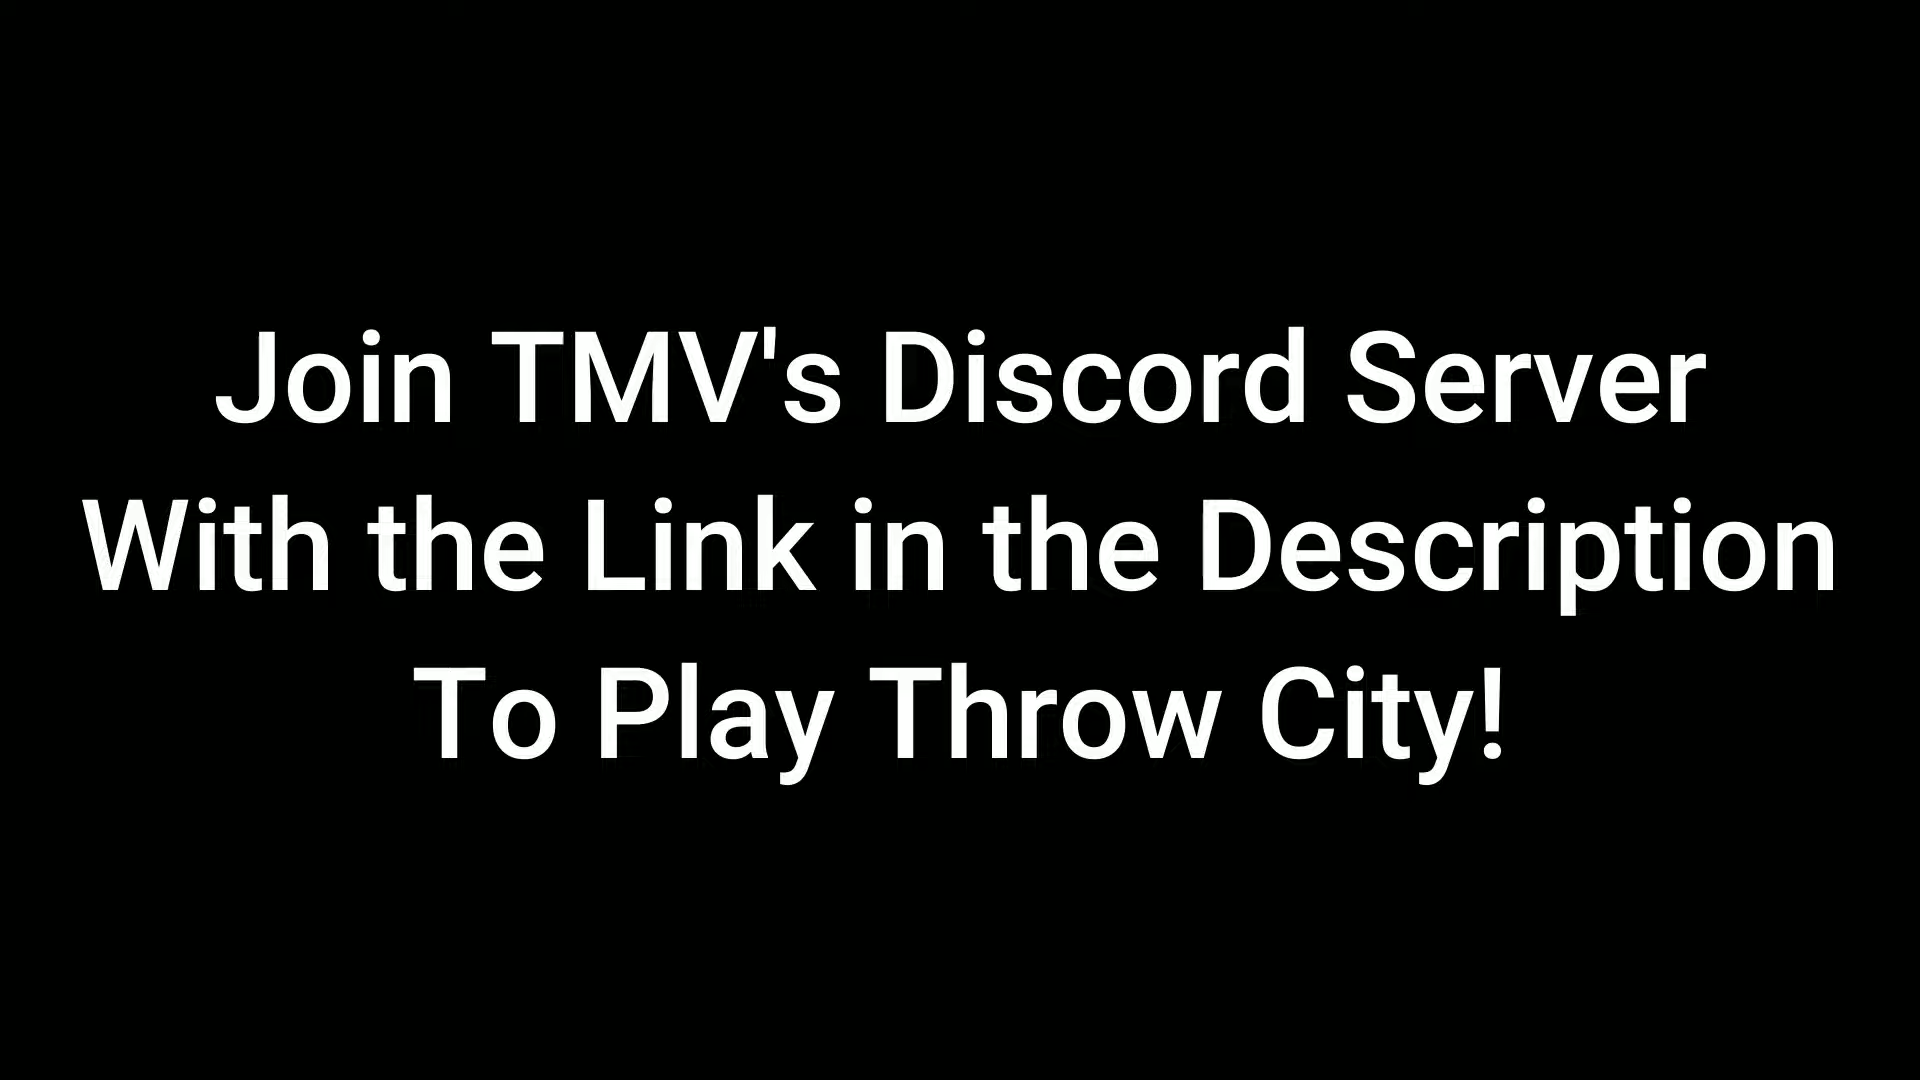 Join TMV's Discord Server
With the Link in the Description
To Play Throw City!